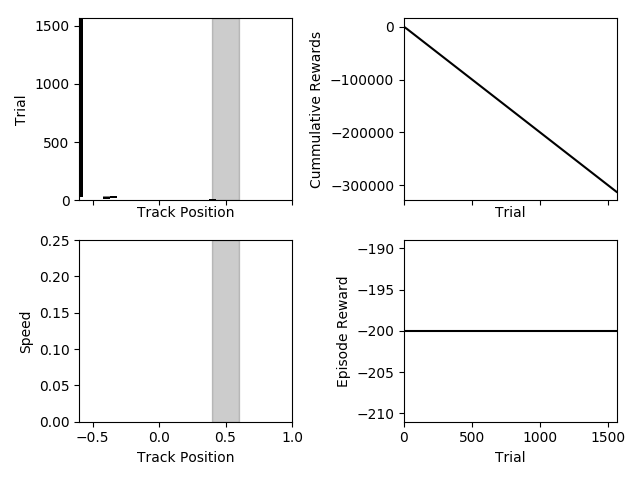 1500
1000
500
0
Trial
Track Position
0
−100000
−200000
−300000
Cummulative Rewards
Trial
0.25
0.20
0.15
0.10
0.05
0.00
Speed
−0.5 0.0 0.5 1.0
Track Position
−190
−195
−200
−205
−210
Episode Reward
0 500 1000 1500
Trial